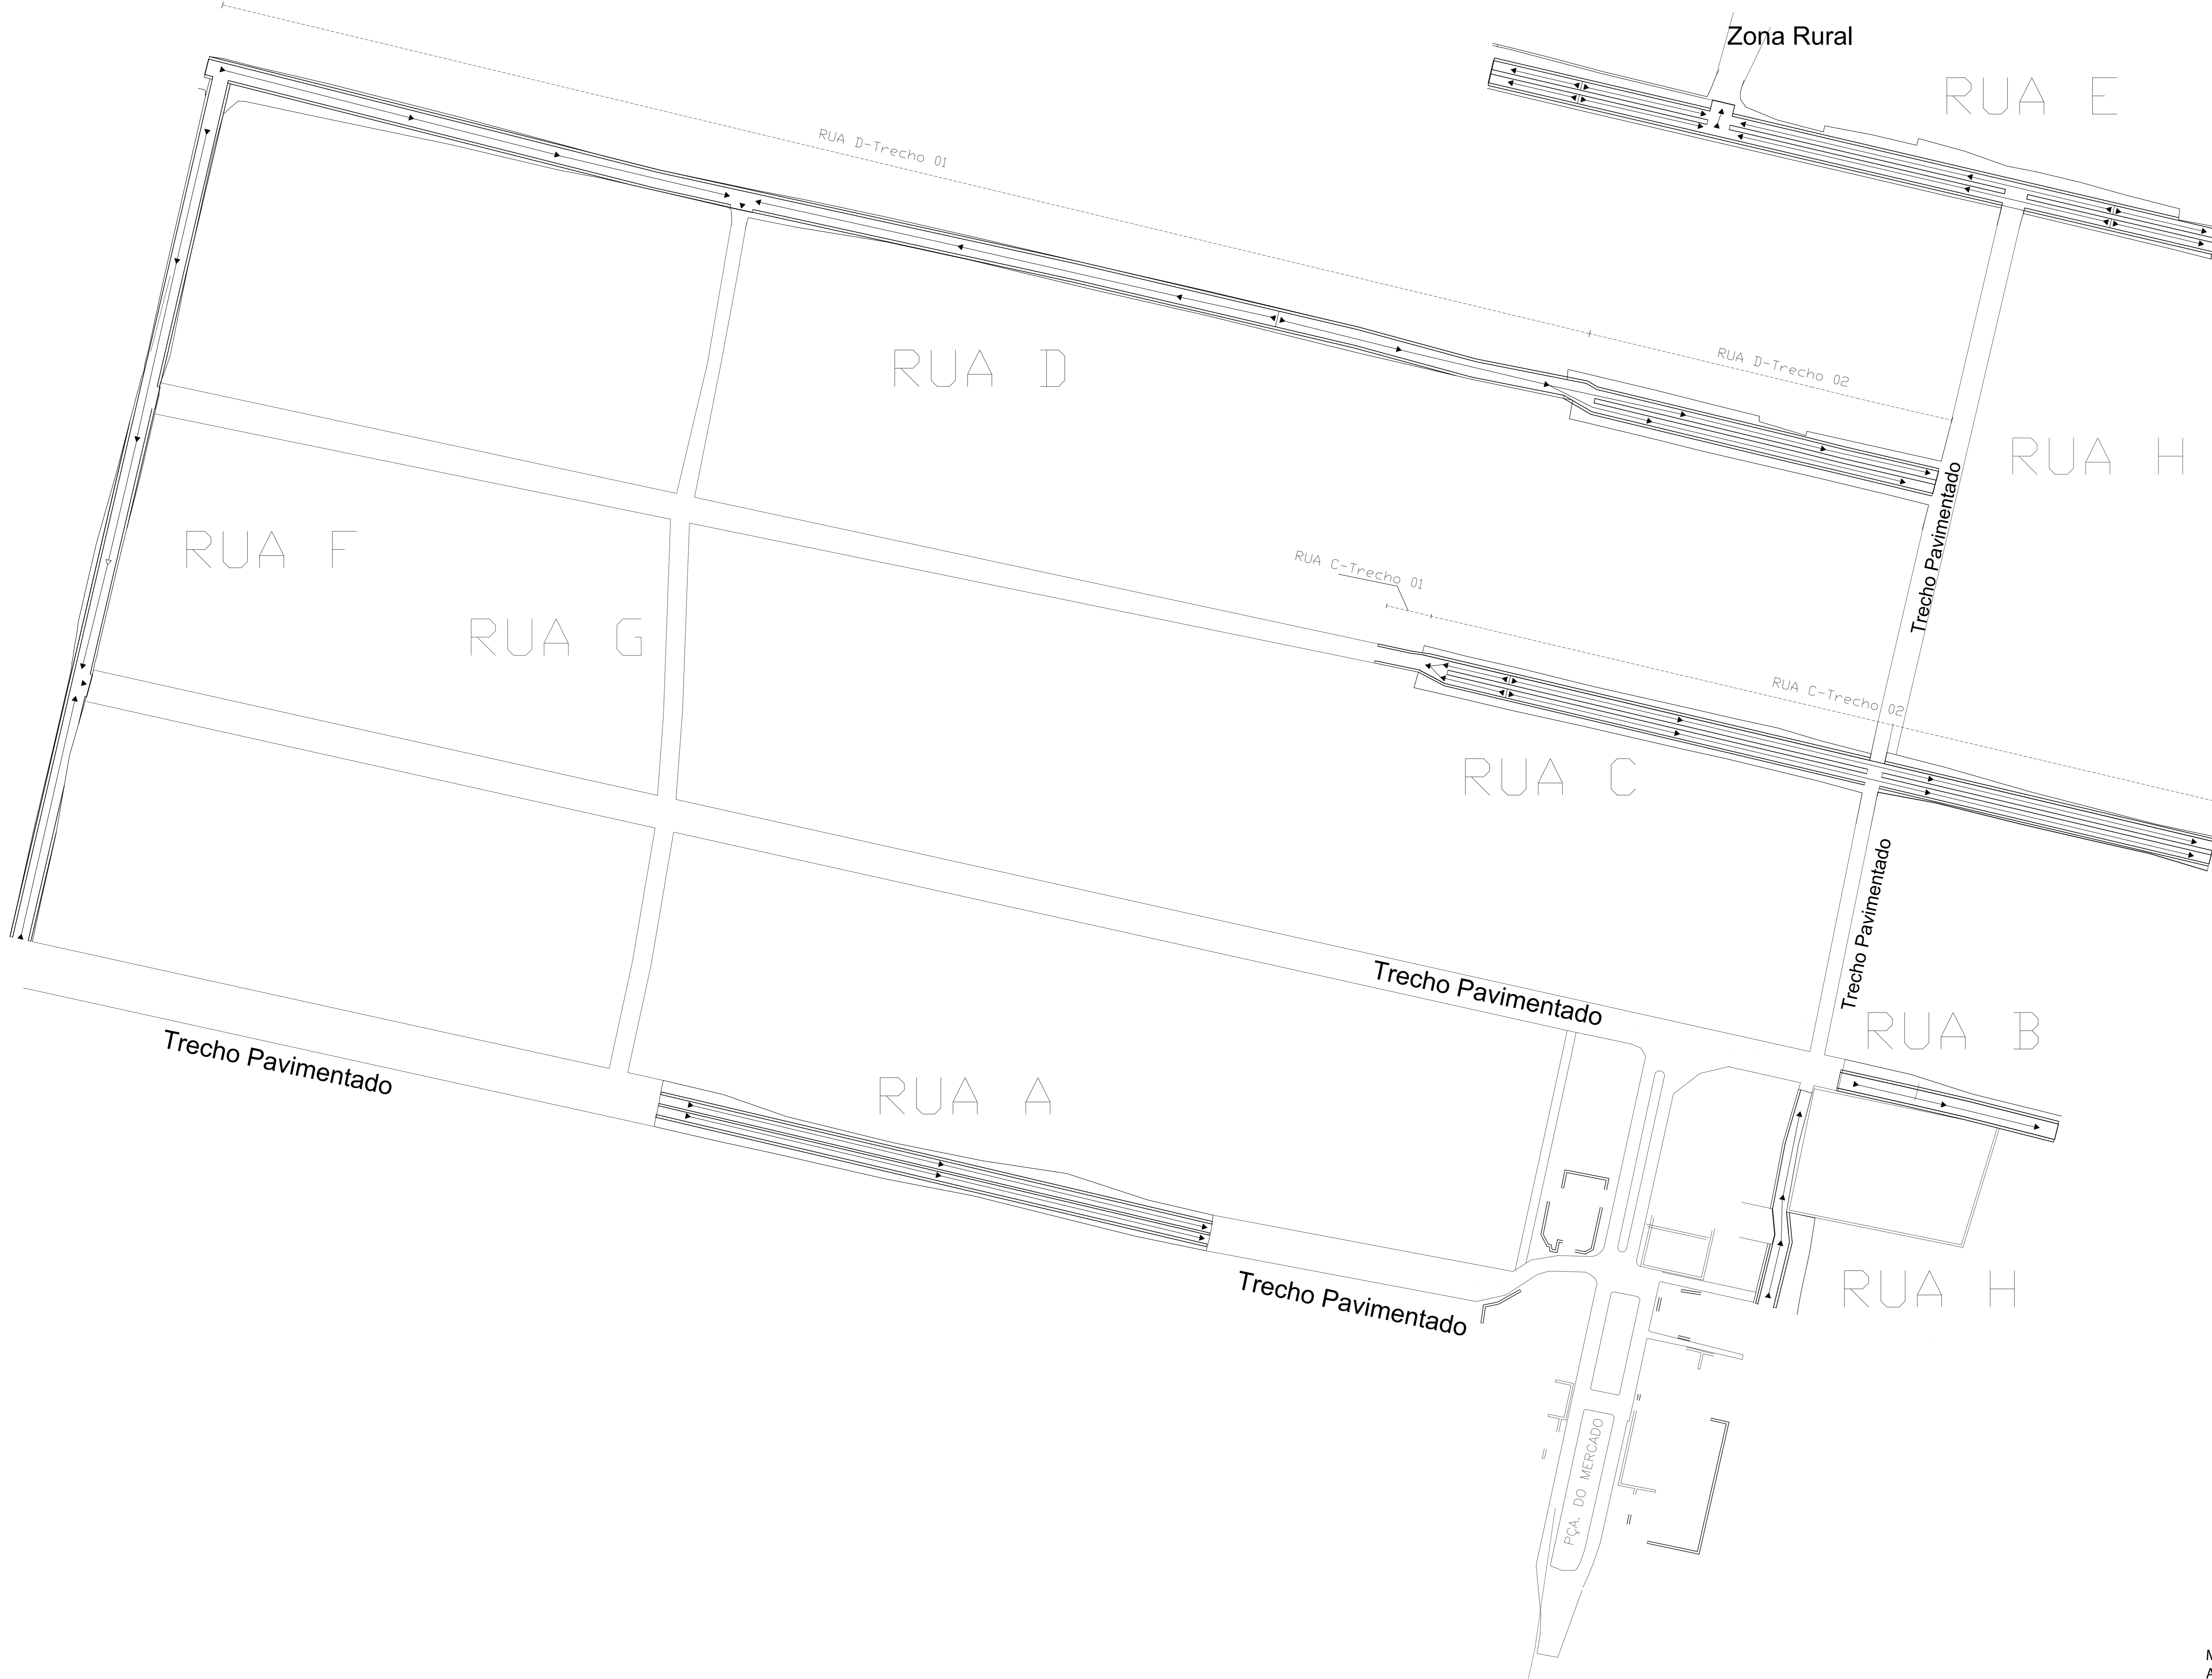 Zona Rural
RUA E
RUA D-Trecho 01
RUA D
RUA D-Trecho 02
RUA H
Trecho Pavimentado
RUA F
RUA C-Trecho 01
RUA G
RUA C-Trecho 02
RUA C
Trecho Pavimentado
Trecho Pavimentado
RUA B
Trecho Pavimentado
RUA A
RUA H
Trecho Pavimentado
PÇA. DO MERCADO